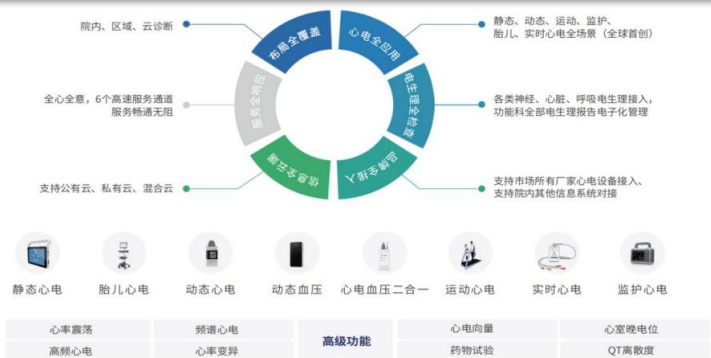 院内、区域、云诊断
布局全覆盖
心电全应用
静态、动态、运动、监护、
胎儿、实时心电全场景（全球首创）
全心全意，6个高速服务通道
服务畅通无阻
服务全响应
电生理全检查
各类神经、心脏、呼吸电生理接入，
功能科全部电生理报告电子化管理
支持公有云、私有云、混合云
信息全云端
品牌全接入
支持市场所有厂家心电设备接入、
支持院内其他信息系统对接
静态心电 胎儿心电 动态心电 动态血压 心电血压二合一 运动心电 实时心电 监护心电
心率震荡 频谱心电 高级功能 心电向量 心室晚电位
高频心电 心率变异 药物试验 QT离散度